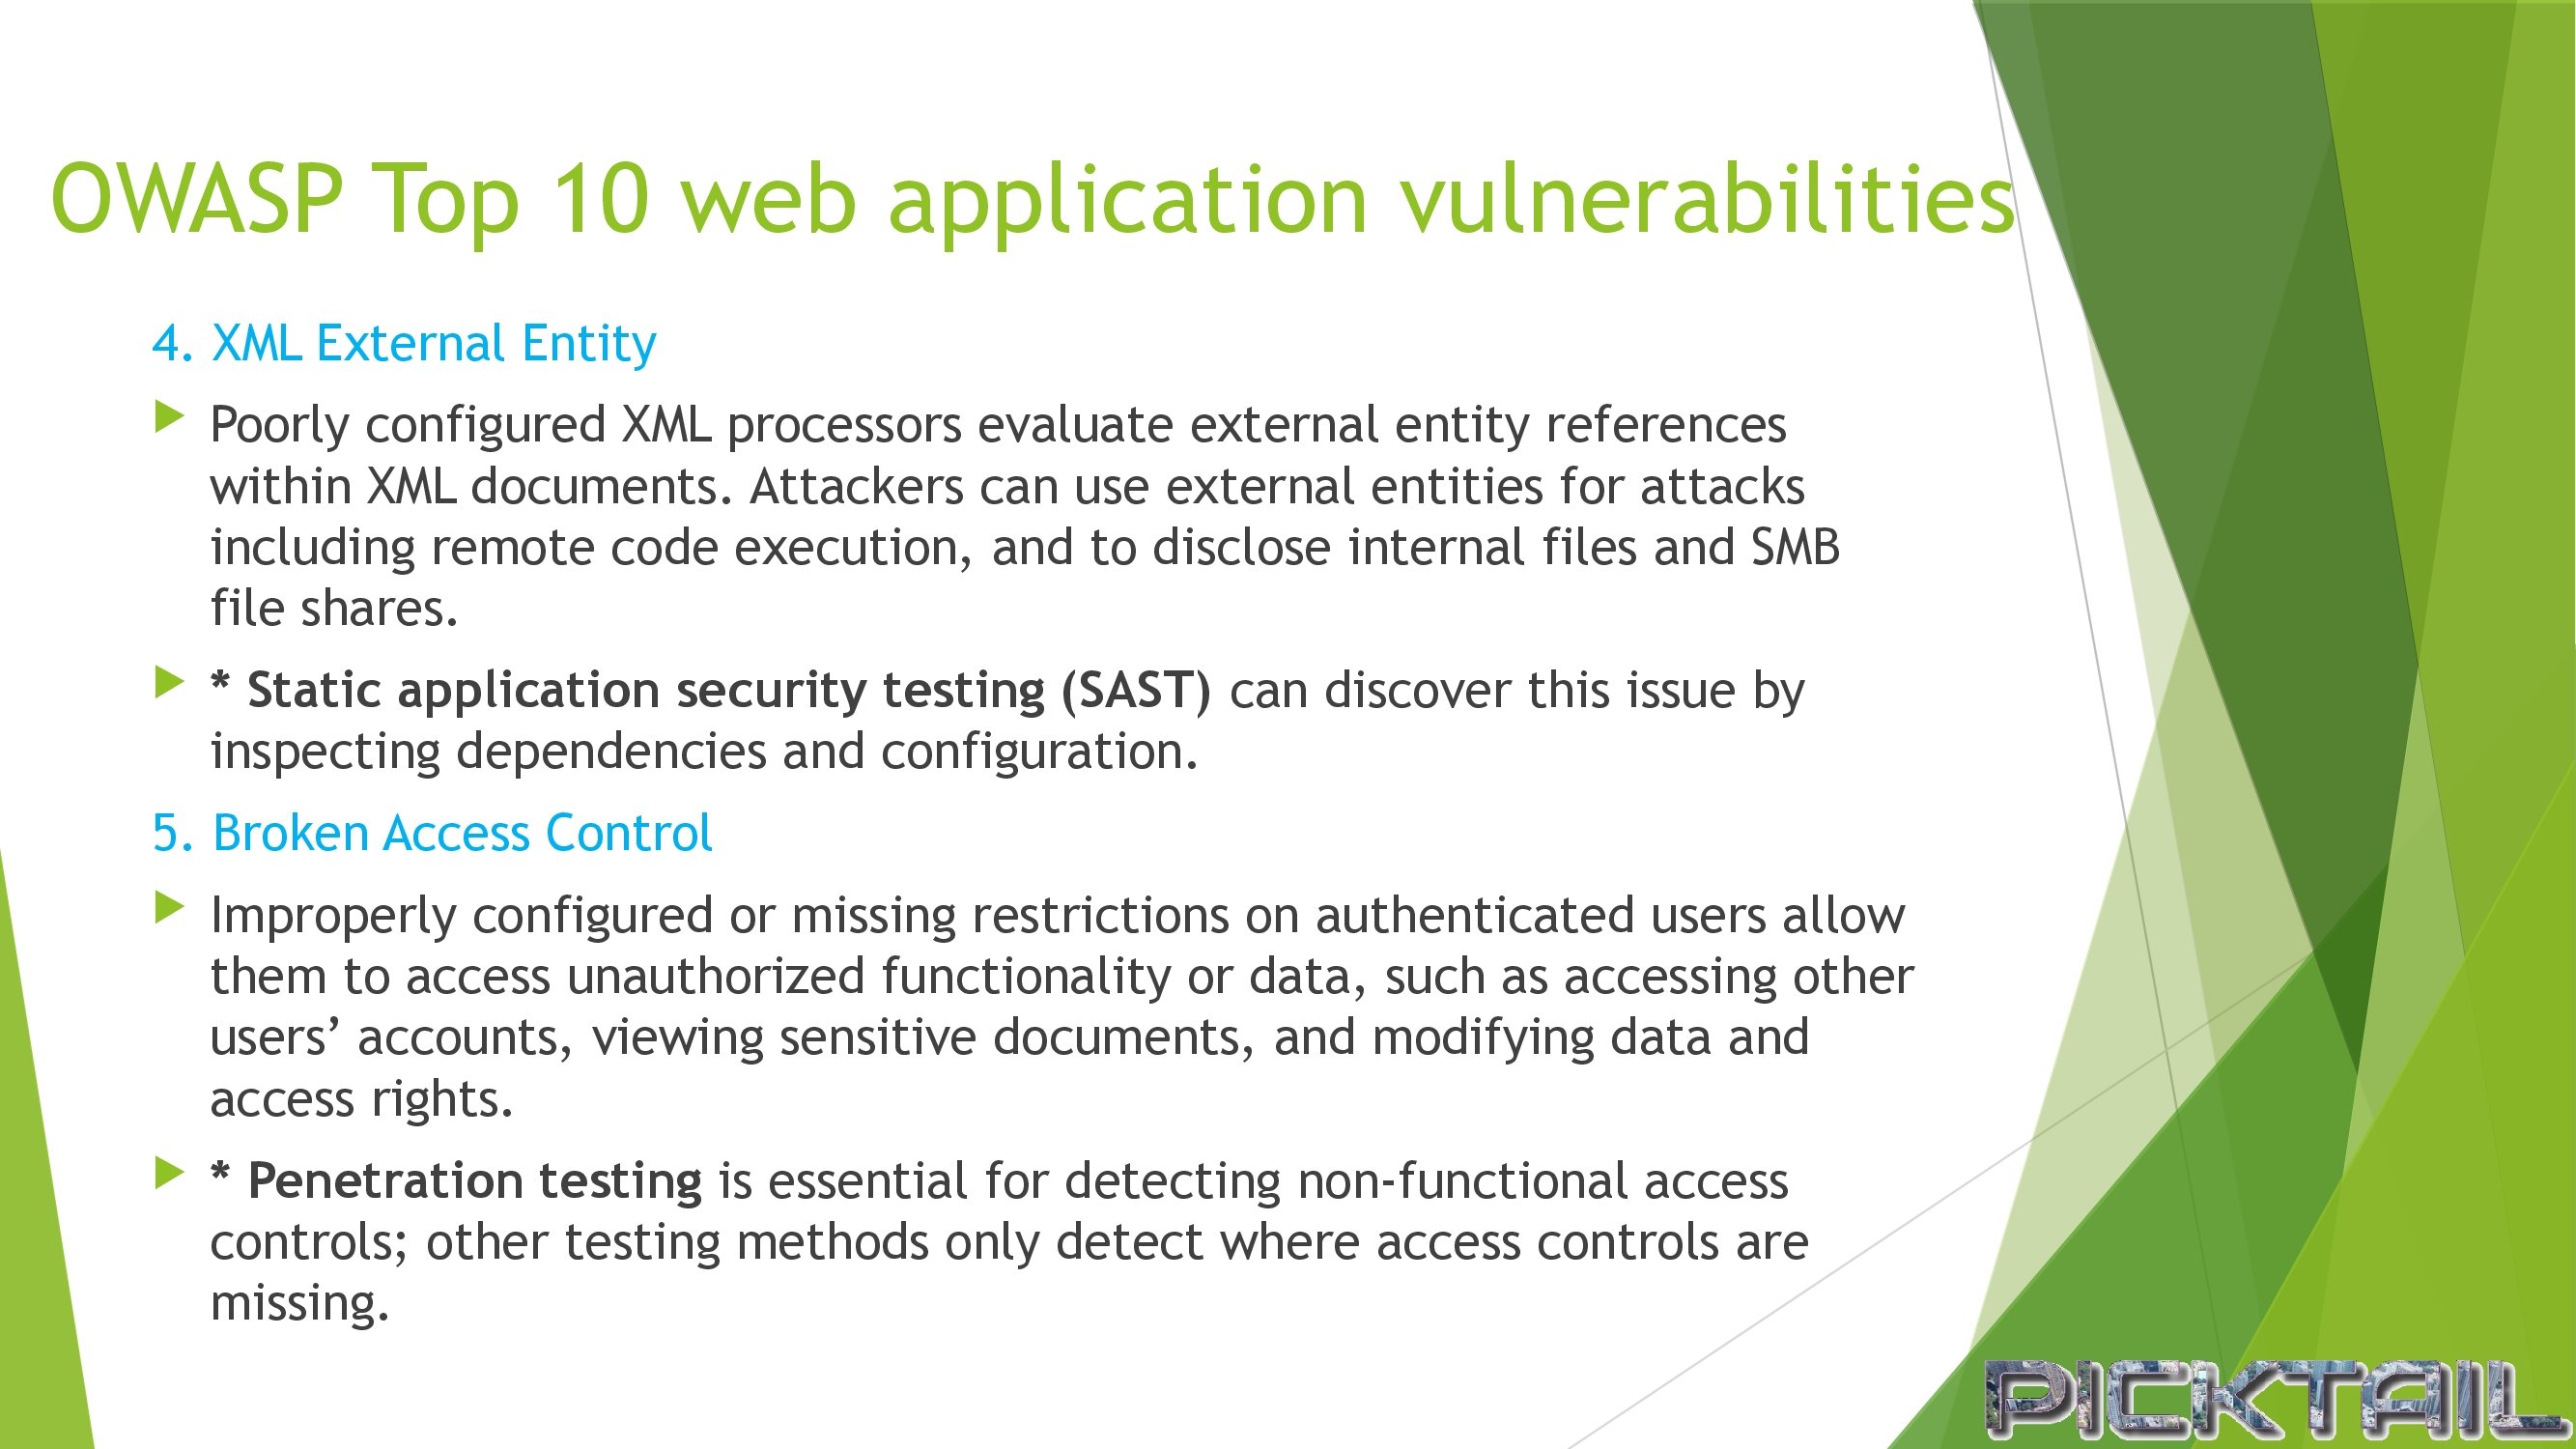 OWASP Top 10 web application vulnerabilities
4. XML External Entity
Poorly configured XML processors evaluate external entity references
within XML documents. Attackers can use external entities for attacks
including remote code execution, and to disclose internal files and SMB
file shares.
* Static application security testing (SAST) can discover this issue by
inspecting dependencies and configuration.
5. Broken Access Control
Improperly configured or missing restrictions on authenticated users allow
them to access unauthorized functionality or data, such as accessing other
users’ accounts, viewing sensitive documents, and modifying data and
access rights.
* Penetration testing is essential for detecting non-functional access
controls; other testing methods only detect where access controls are
missing.
PICKTAIL